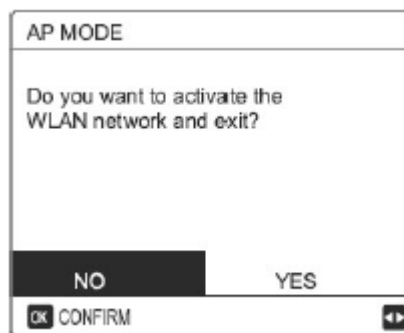 AP MODE
Do you want to activate the
WLAN network and exit?
NO YES
OK CONFIRM